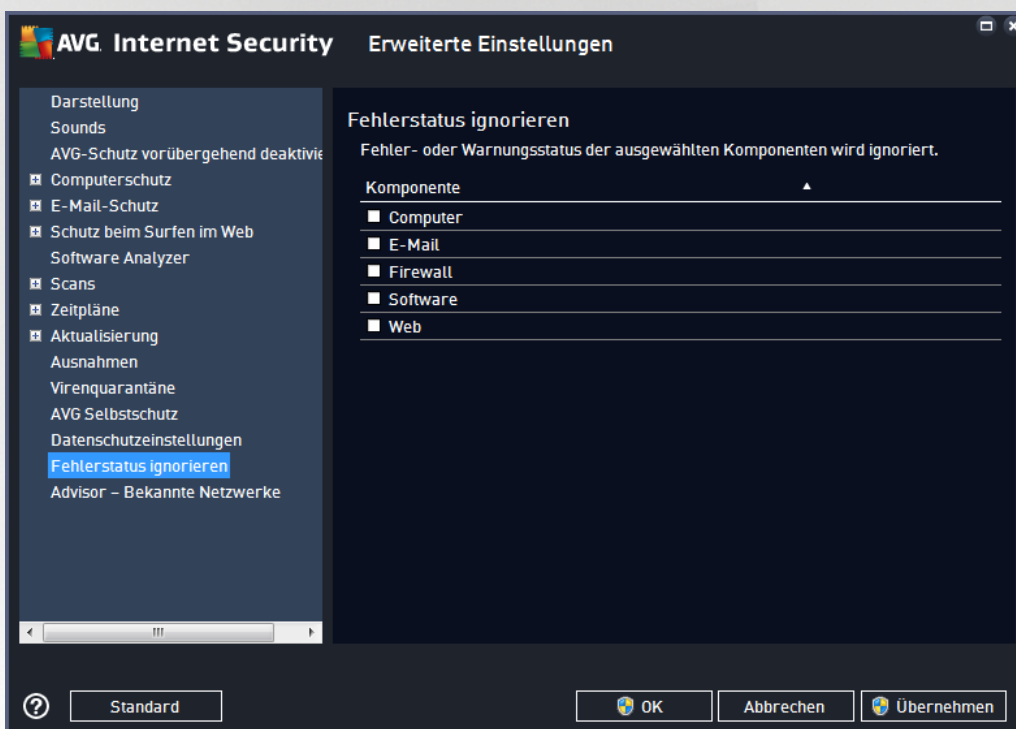 AVG. Internet Security Erweiterte Einstellungen
Darstellung
Sounds
AVG-Schutz vorübergehend deaktivie
Computerschutz
E-Mail-Schutz
Schutz beim Surfen im Web
Software Analyzer
Scans
Zeitpläne
Aktualisierung
Ausnahmen
Virenquarantäne
AVG Selbstschutz
Datenschutzeinstellungen
Fehlerstatus ignorieren
Advisor – Bekannte Netzwerke
Fehlerstatus ignorieren
Fehler- oder Warnungsstatus der ausgewählten Komponenten wird ignoriert.
Komponente
Computer
E-Mail
Firewall
Software
Web
Standard
OK
Abbrechen
Übernehmen